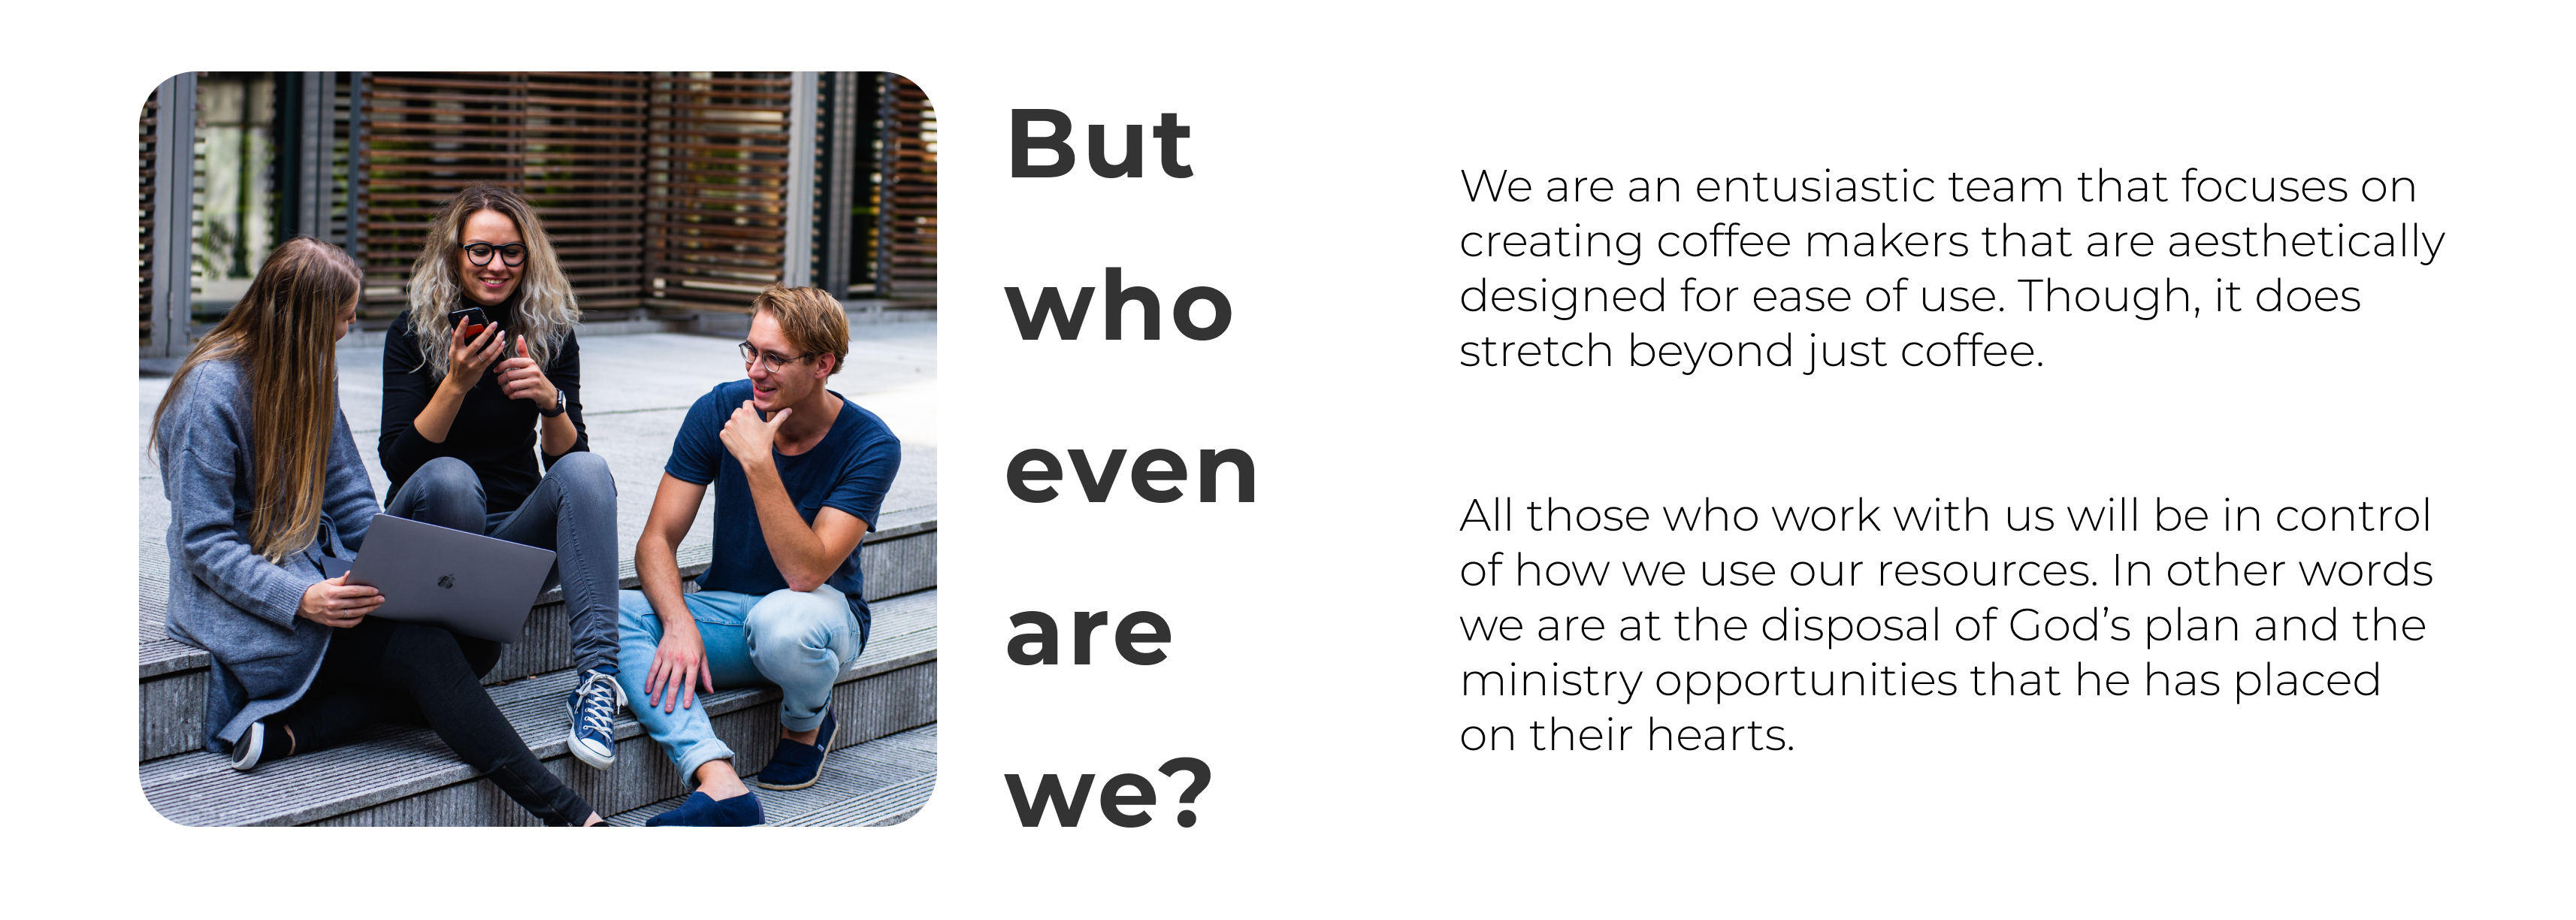 But
who
even
are
we?
We are an entusiastic team that focuses on
creating coffee makers that are aesthetically
designed for ease of use. Though, it does
stretch beyond just coffee.
All those who work with us will be in control
of how we use our resources. In other words
we are at the disposal of God’s plan and the
ministry opportunities that he has placed
on their hearts.